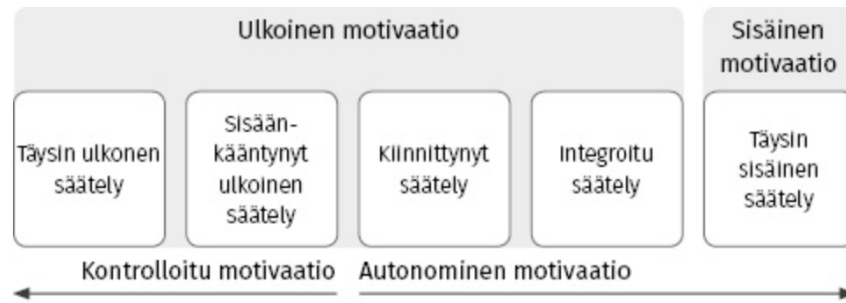 Ulkoinen motivaatio
Sisäinen
motivaatio
Täysin ulkonen
säätely
Sisään-
kääntynyt
ulkoinen
säätely
Kiinnittynyt
säätely
Integroitu
säätely
Täysin
sisäinen
säätely
Kontrolloitu motivaatio
Autonominen motivaatio